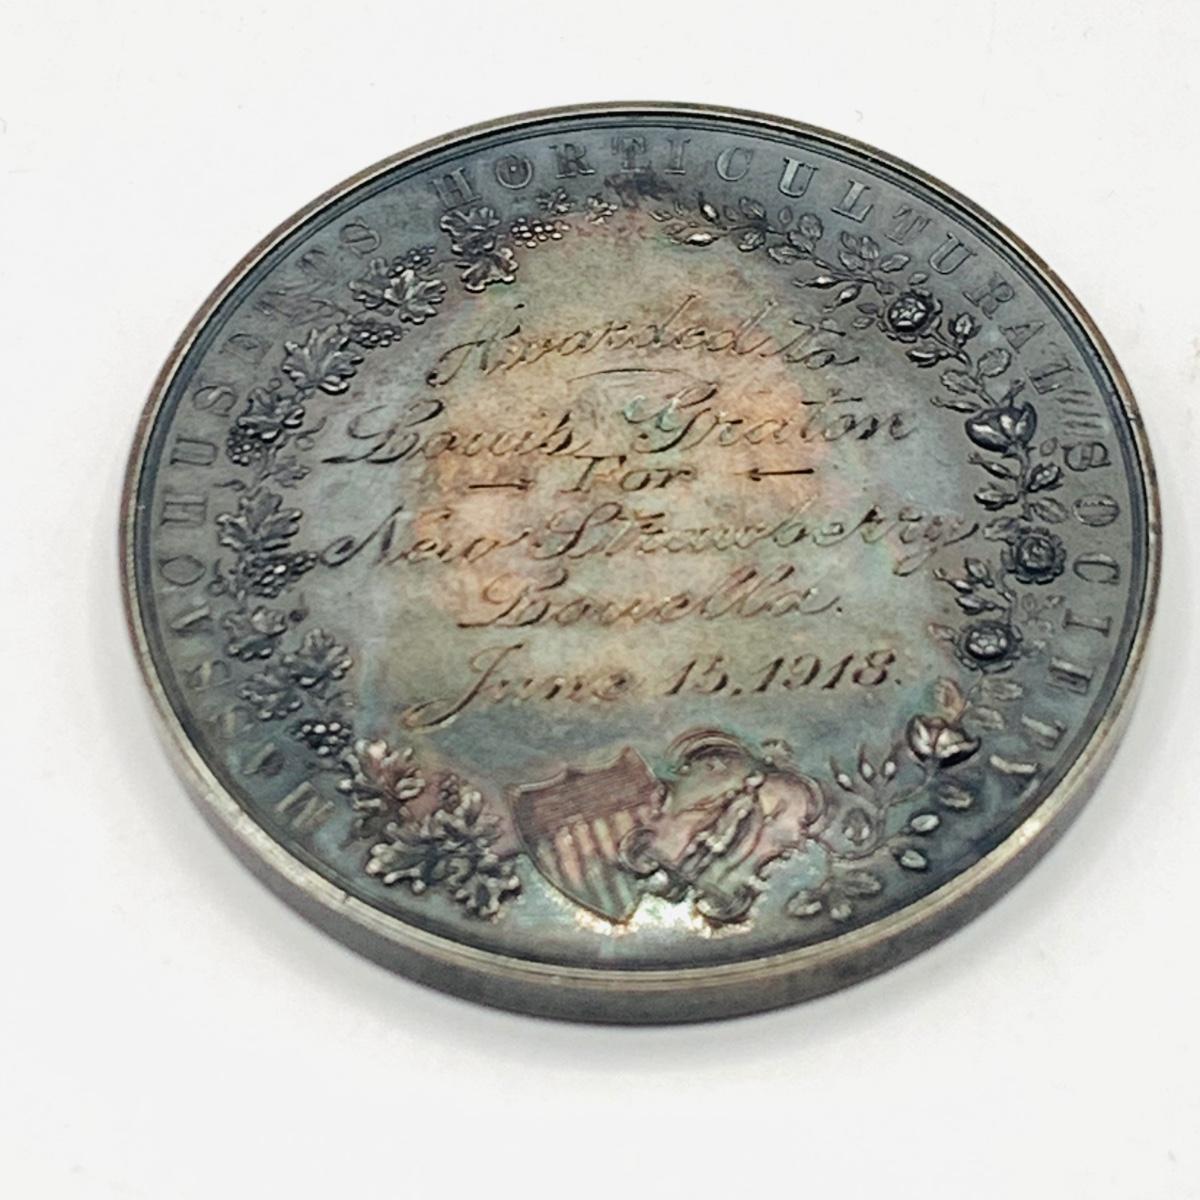 MASSACHUSETTS HORTICULTURAL SOCIETY
Awarded to
Louis Graton
For
New Strawberry
Louella.
June 15, 1918.